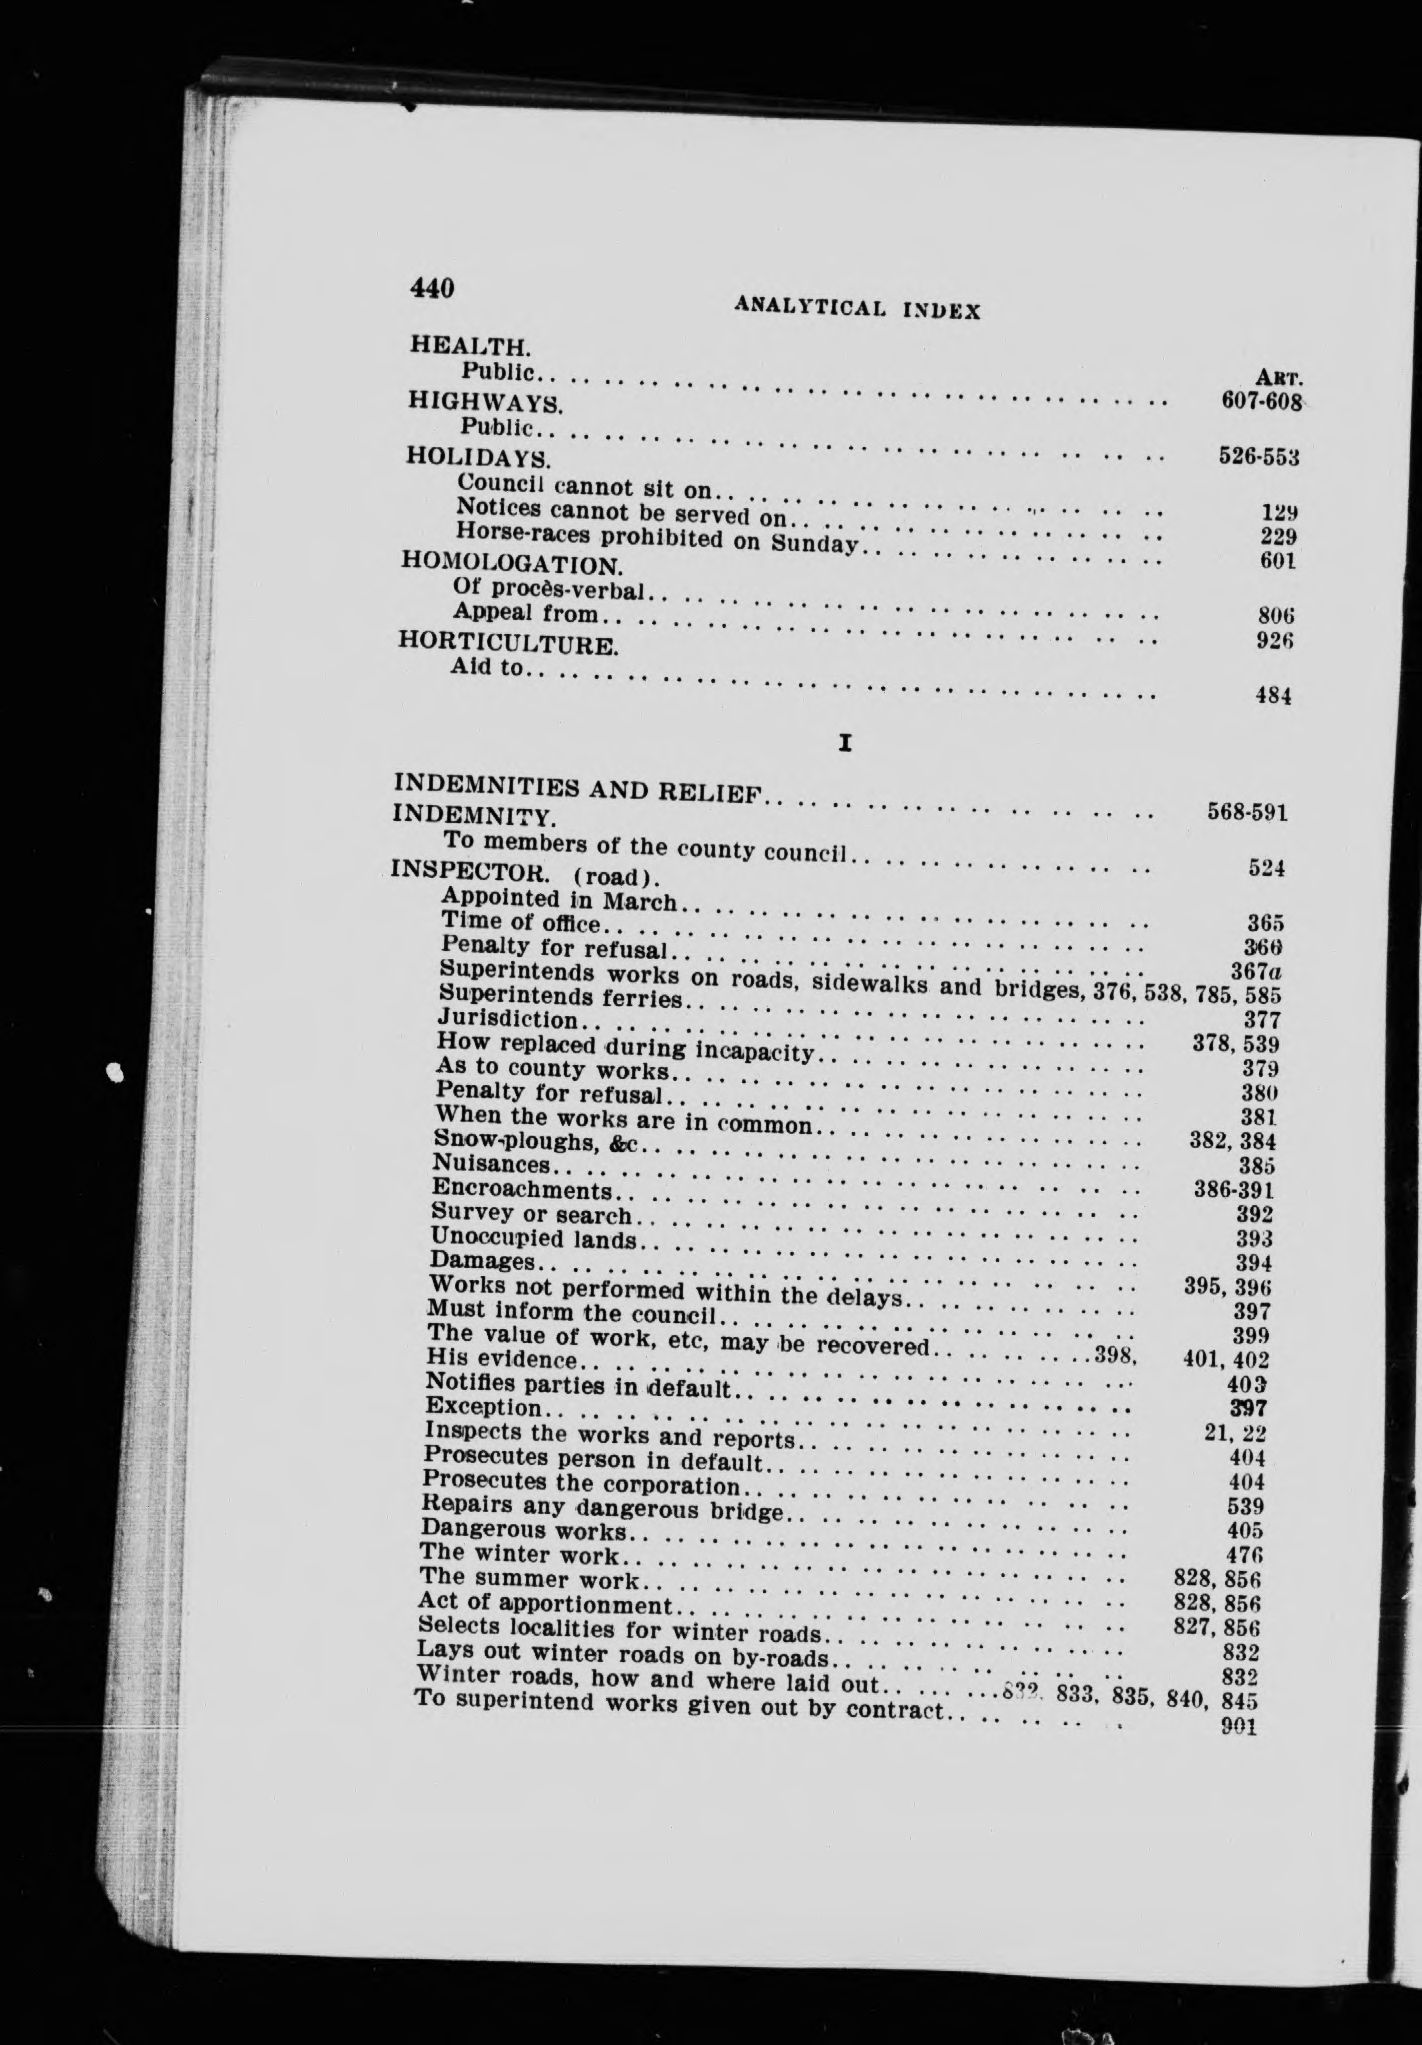 440
ANALYTICAL INDEX
HEALTH.
ART.
Public.. 607-608
HIGHWAYS.
Public.. 526-553
HOLIDAYS.
Council cannot sit on.. 129
Notices cannot be served on.. 229
Horse-races prohibited on Sunday.. 601
HOMOLOGATION.
Of procès-verbal.. 806
Appeal from.. 926
HORTICULTURE.
Aid to.. 484
I
INDEMNITIES AND RELIEF.. 568-591
INDEMNITY.
To members of the county council.. 524
INSPECTOR. (road).
Appointed in March.. 365
Time of office.. 366
Penalty for refusal.. 367a
Superintends works on roads, sidewalks and bridges, 376, 538, 785, 585
Superintends ferries.. 377
Jurisdiction.. 378, 539
How replaced during incapacity.. 379
As to county works.. 380
Penalty for refusal.. 381
When the works are in common.. 382, 384
Snow-ploughs, &c.. 385
Nuisances.. 386-391
Encroachments.. 392
Survey or search.. 393
Unoccupied lands.. 394
Damages.. 395, 396
Works not performed within the delays.. 397
Must inform the council.. 399
The value of work, etc, may be recovered.. 398, 401, 402
His evidence.. 403
Notifies parties in default.. 397
Exception.. 21, 22
Inspects the works and reports.. 404
Prosecutes person in default.. 404
Prosecutes the corporation.. 539
Repairs any dangerous bridge.. 405
Dangerous works.. 476
The winter work.. 828, 856
The summer work.. 828, 856
Act of apportionment.. 827, 856
Selects localities for winter roads.. 832
Lays out winter roads on by-roads.. 832
Winter roads, how and where laid out.. 832, 833, 835, 840, 845
To superintend works given out by contract.. 901